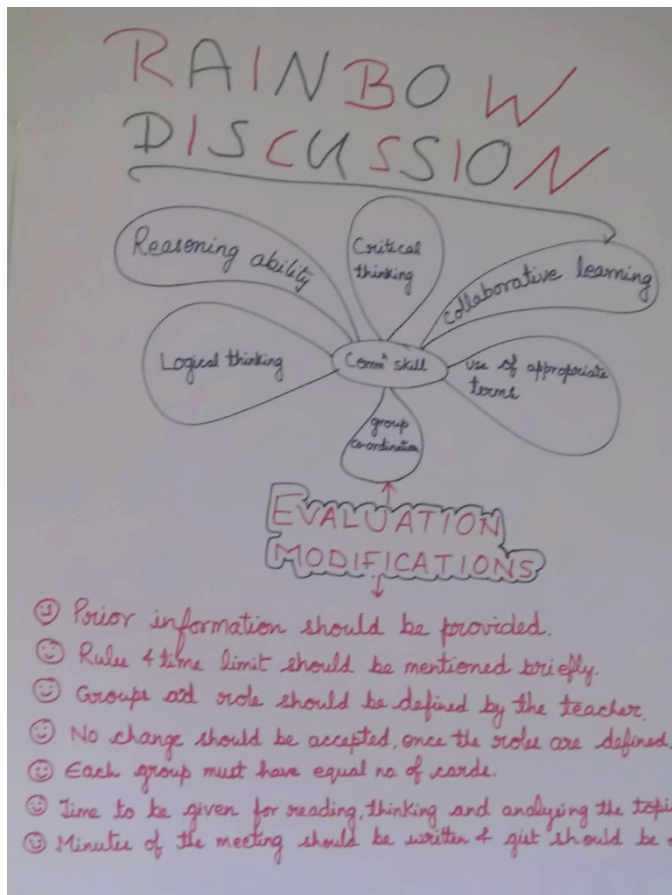 RAINBOW
DISCUSSION
Reasoning ability
Critical
thinking
collaborative learning
Logical thinking
Commⁿ skill
use of appropriate
terms
group
co-ordination
EVALUATION
MODIFICATIONS
Prior information should be provided.
Rules & time limit should be mentioned briefly.
Groups and role should be defined by the teacher.
No change should be accepted, once the roles are defined.
Each group must have equal no. of cards.
Time to be given for reading, thinking and analysing the topi
Minutes of the meeting should be written & gist should be